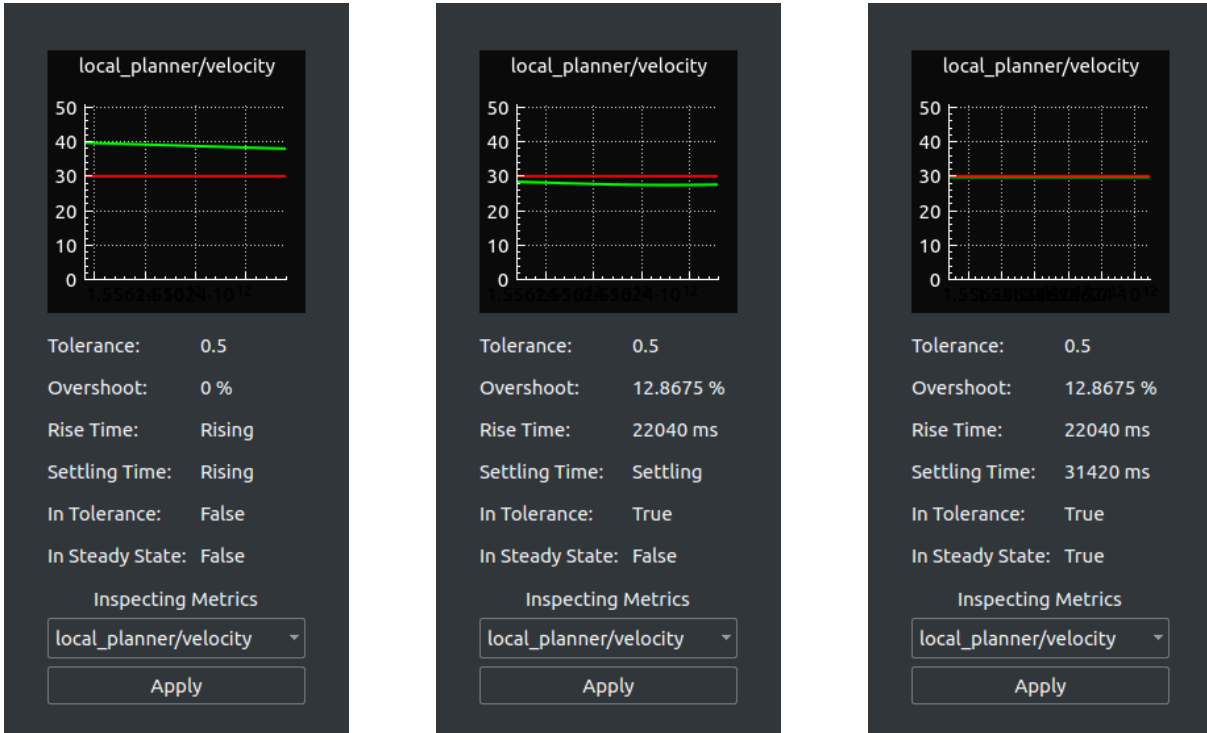 local_planner/velocity
50
40
30
20
10
0
Tolerance: 0.5
Overshoot: 0 %
Rise Time: Rising
Settling Time: Rising
In Tolerance: False
In Steady State: False
Inspecting Metrics
local_planner/velocity
Apply
local_planner/velocity
50
40
30
20
10
0
Tolerance: 0.5
Overshoot: 12.8675 %
Rise Time: 22040 ms
Settling Time: Settling
In Tolerance: True
In Steady State: False
Inspecting Metrics
local_planner/velocity
Apply
local_planner/velocity
50
40
30
20
10
0
Tolerance: 0.5
Overshoot: 12.8675 %
Rise Time: 22040 ms
Settling Time: 31420 ms
In Tolerance: True
In Steady State: True
Inspecting Metrics
local_planner/velocity
Apply